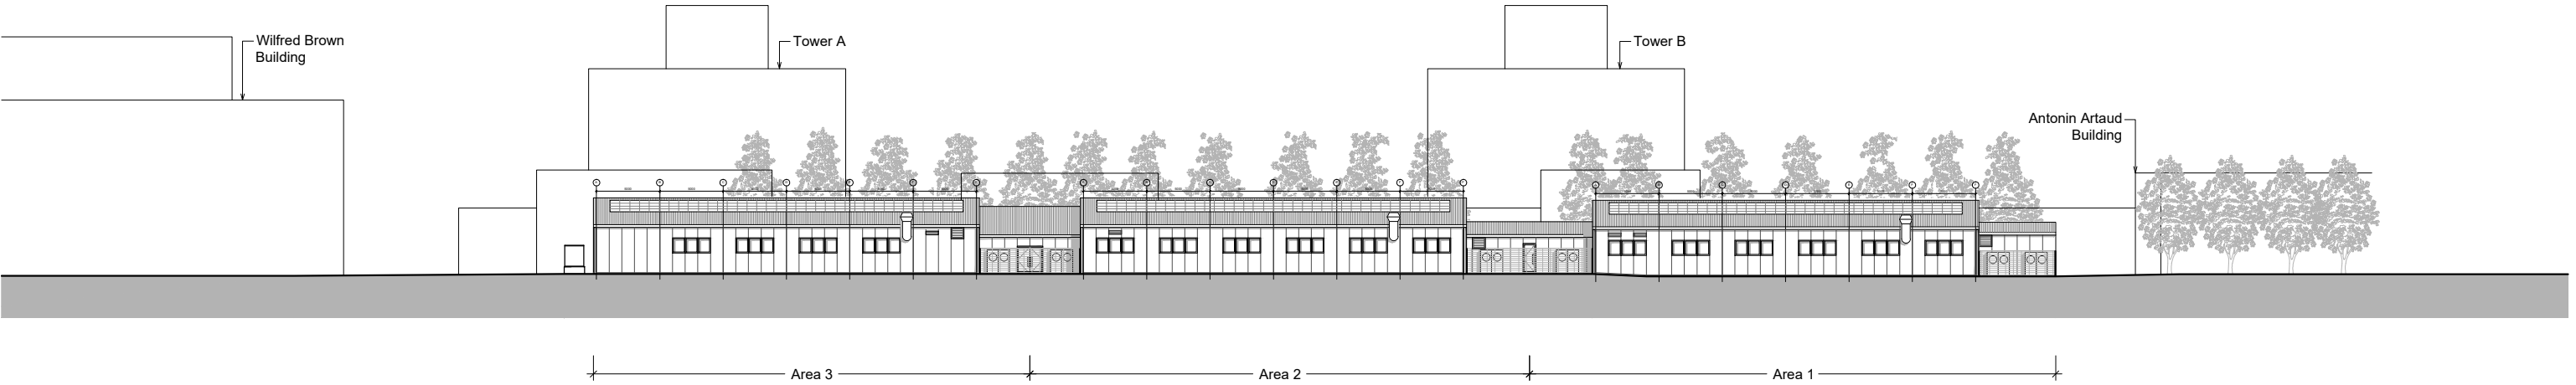 Wilfred Brown
Building
Tower A
Tower B
Antonin Artaud
Building
Area 3
Area 2
Area 1